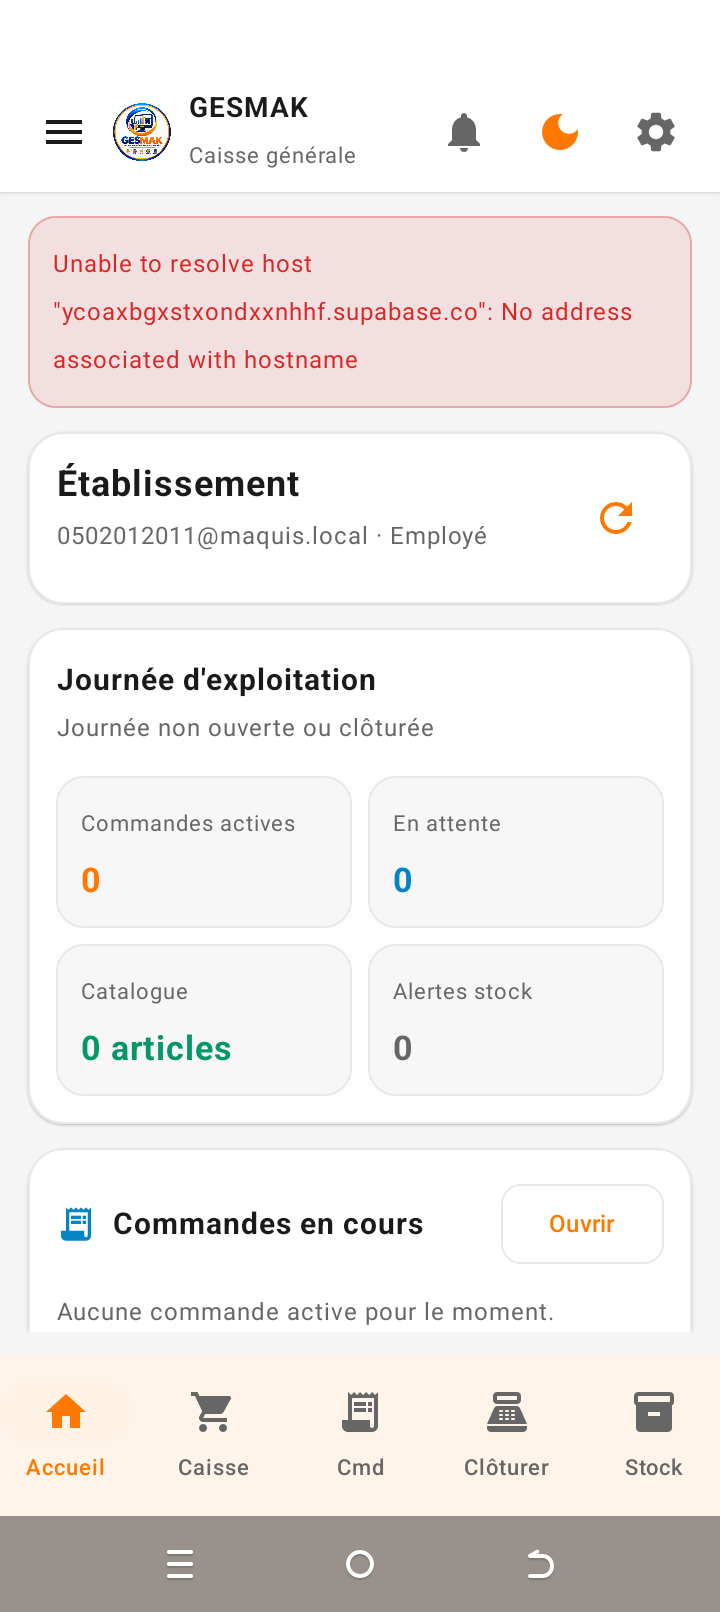 GESMAK
Caisse générale
GESMAK
Unable to resolve host
"ycoaxbgxstxondxxnhhf.supabase.co": No address
associated with hostname
Établissement
0502012011@maquis.local · Employé
Journée d'exploitation
Journée non ouverte ou clôturée
Commandes actives
0
En attente
0
Catalogue
0 articles
Alertes stock
0
Commandes en cours
Ouvrir
Aucune commande active pour le moment.
Accueil
Caisse
Cmd
Clôturer
Stock